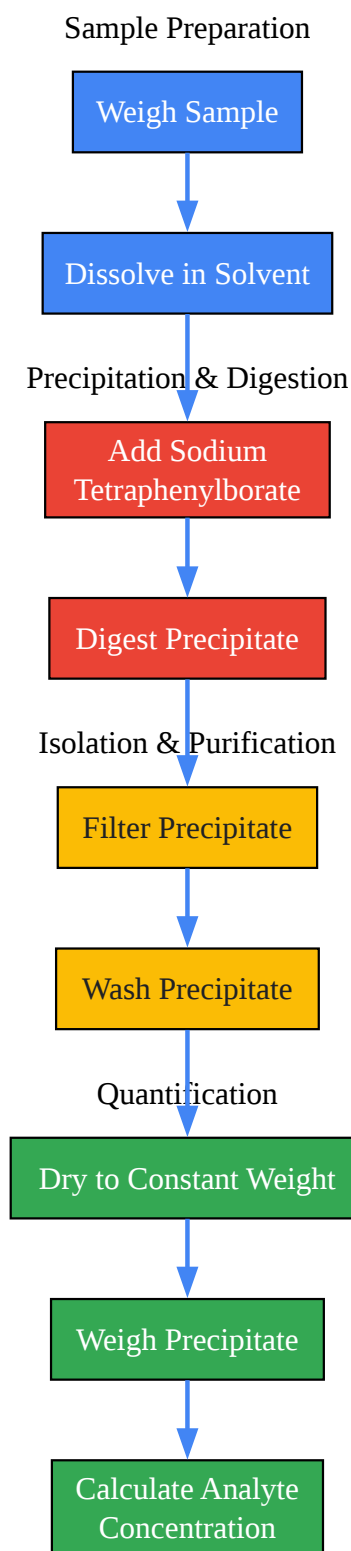 Sample Preparation
Weigh Sample
Dissolve in Solvent
Precipitation & Digestion
Add Sodium
Tetraphenylborate
Digest Precipitate
Isolation & Purification
Filter Precipitate
Wash Precipitate
Quantification
Dry to Constant Weight
Weigh Precipitate
Calculate Analyte
Concentration